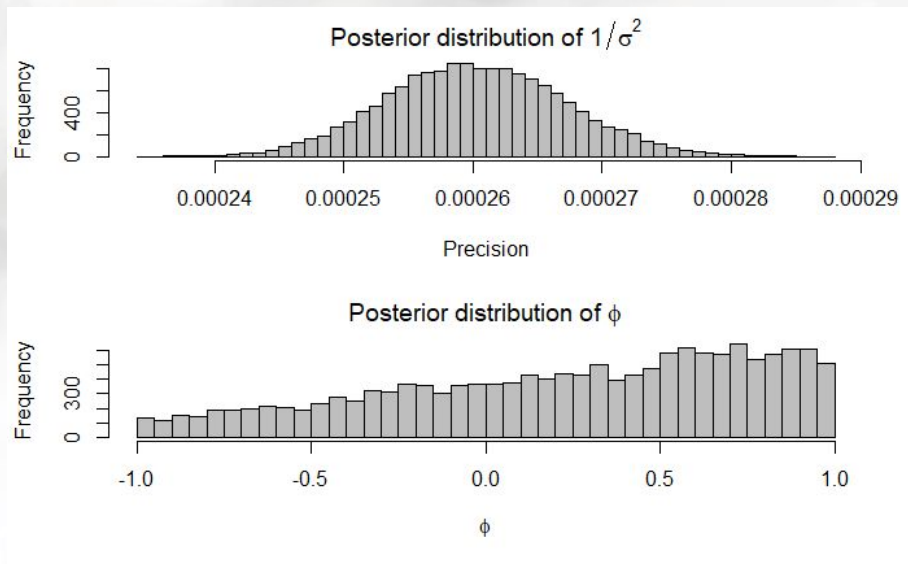 Posterior distribution of 1/σ²
Frequency
0 400
0.00024 0.00025 0.00026 0.00027 0.00028 0.00029
Precision
Posterior distribution of ϕ
Frequency
0 300
-1.0 -0.5 0.0 0.5 1.0
ϕ